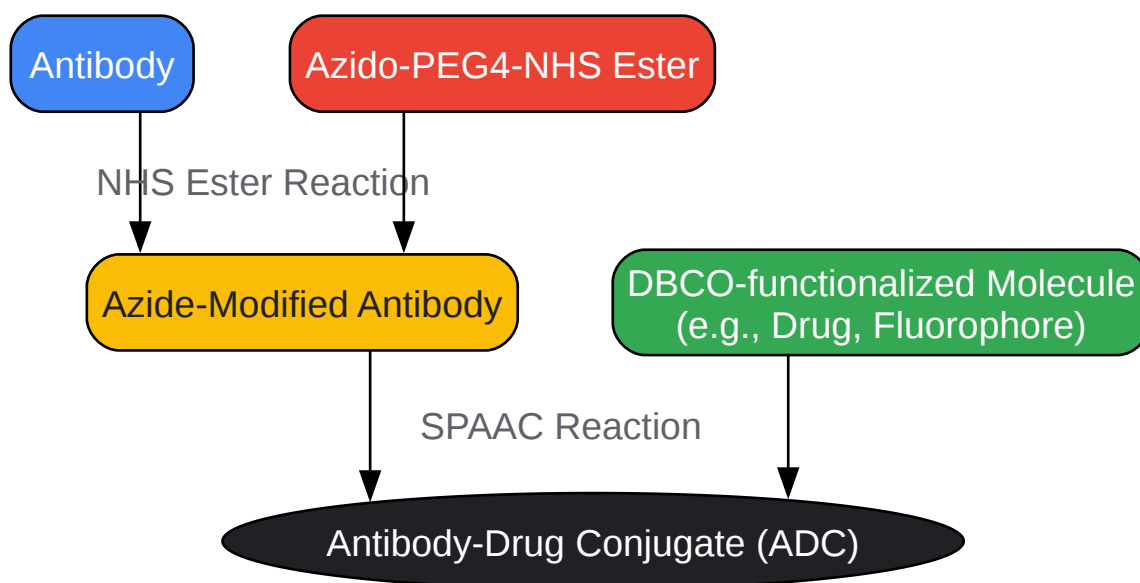 Antibody
Azido-PEG4-NHS Ester
NHS Ester Reaction
Azide-Modified Antibody
DBCO-functionalized Molecule
(e.g., Drug, Fluorophore)
SPAAC Reaction
Antibody-Drug Conjugate (ADC)